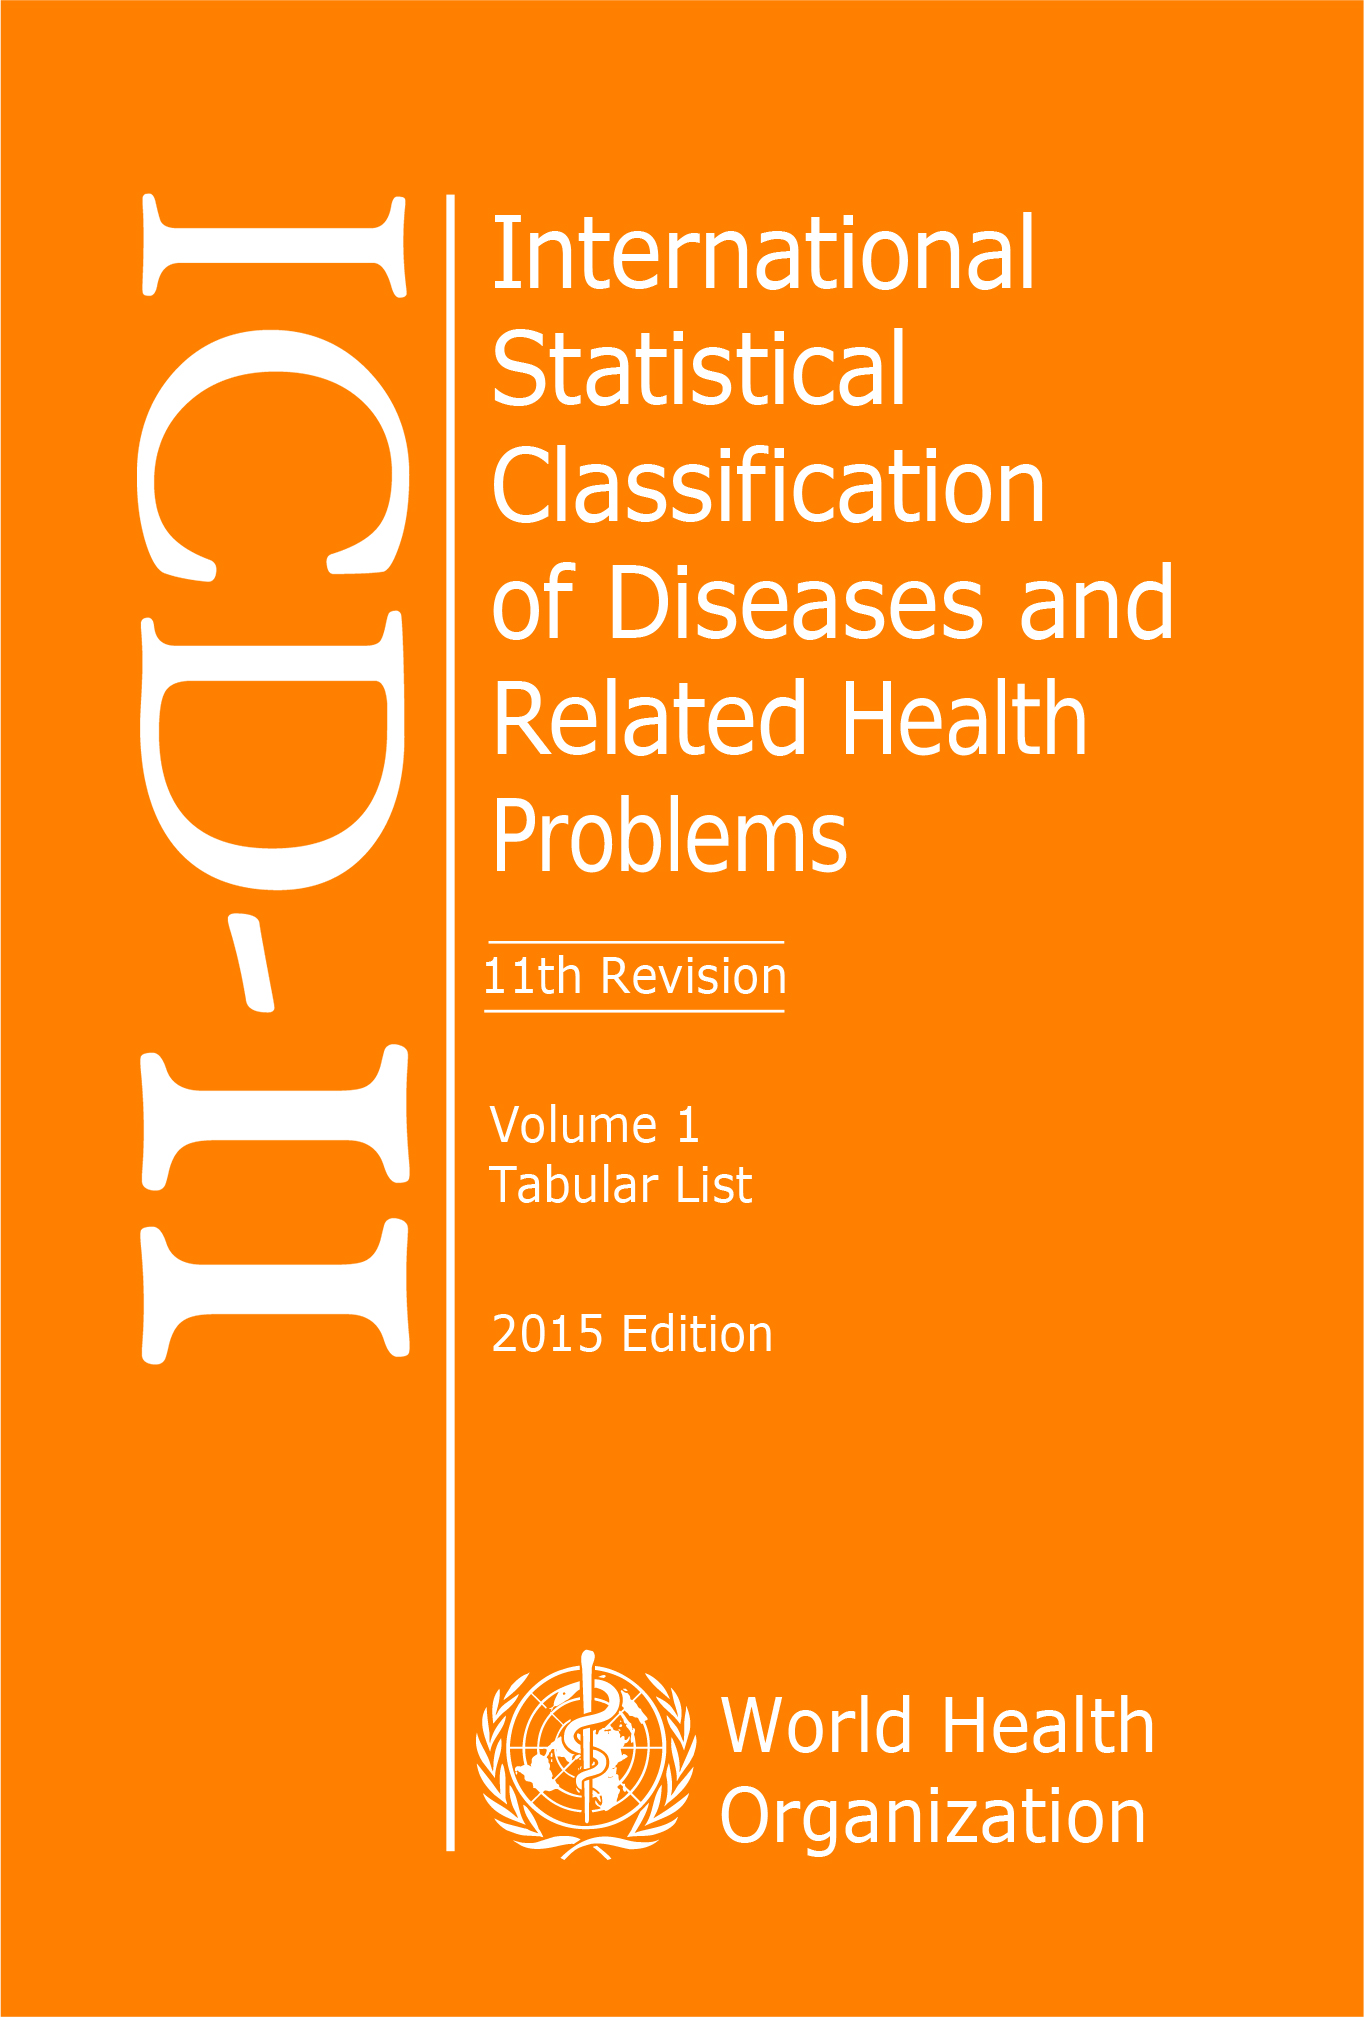 ICD-II
International
Statistical
Classification
of Diseases and
Related Health
Problems
11th Revision
Volume 1
Tabular List
2015 Edition
World Health
Organization